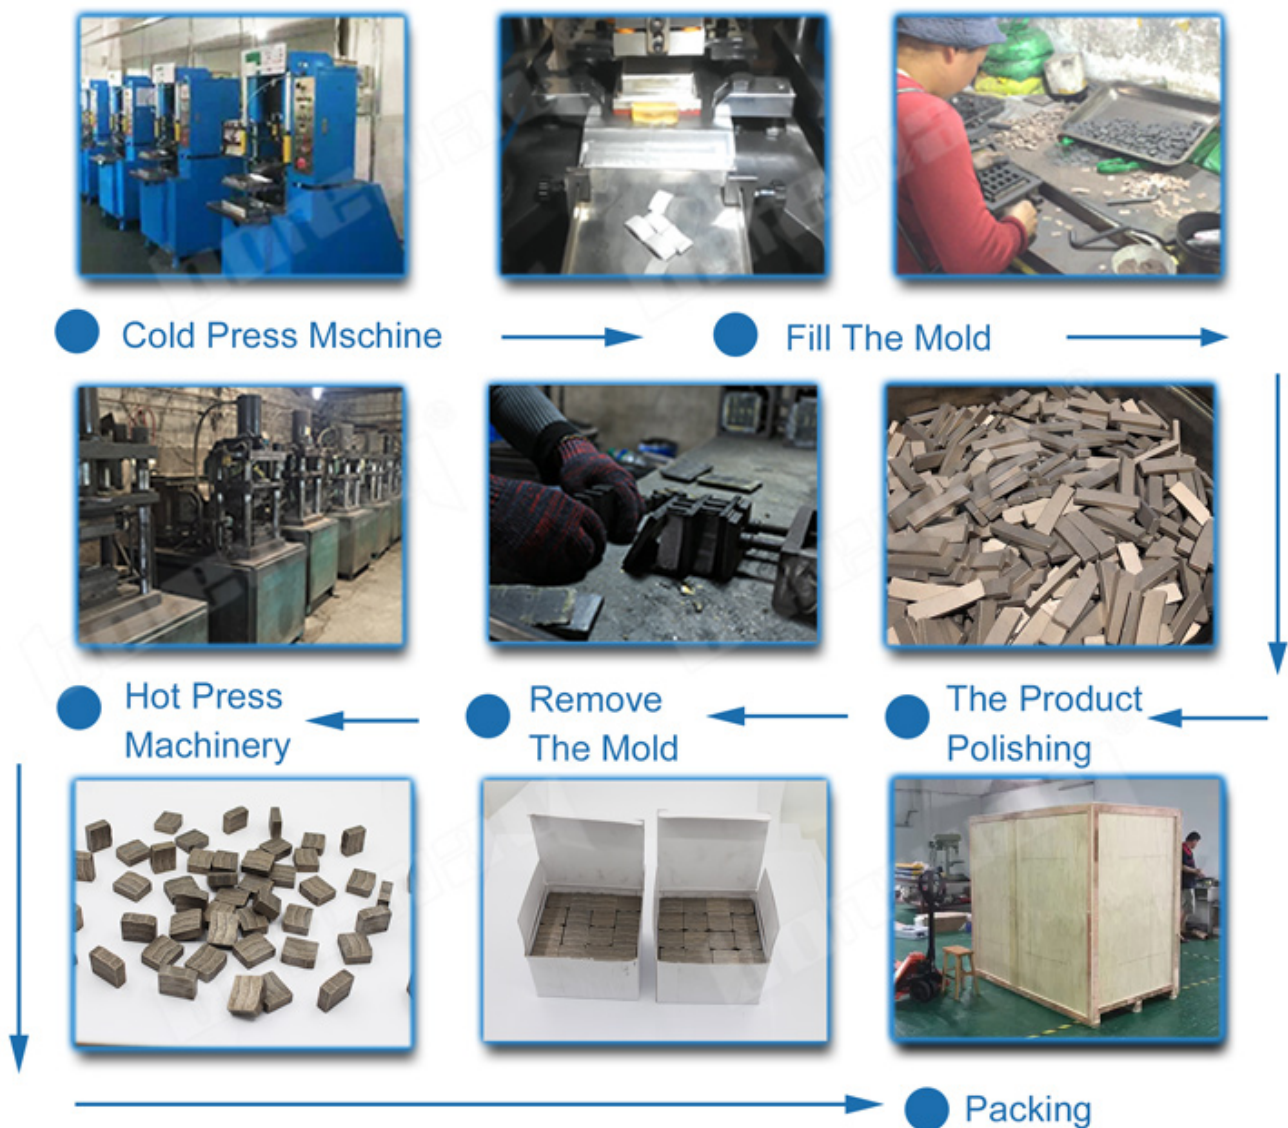 Cold Press Mschine
Fill The Mold
Hot Press
Machinery
Remove
The Mold
The Product
Polishing
Packing